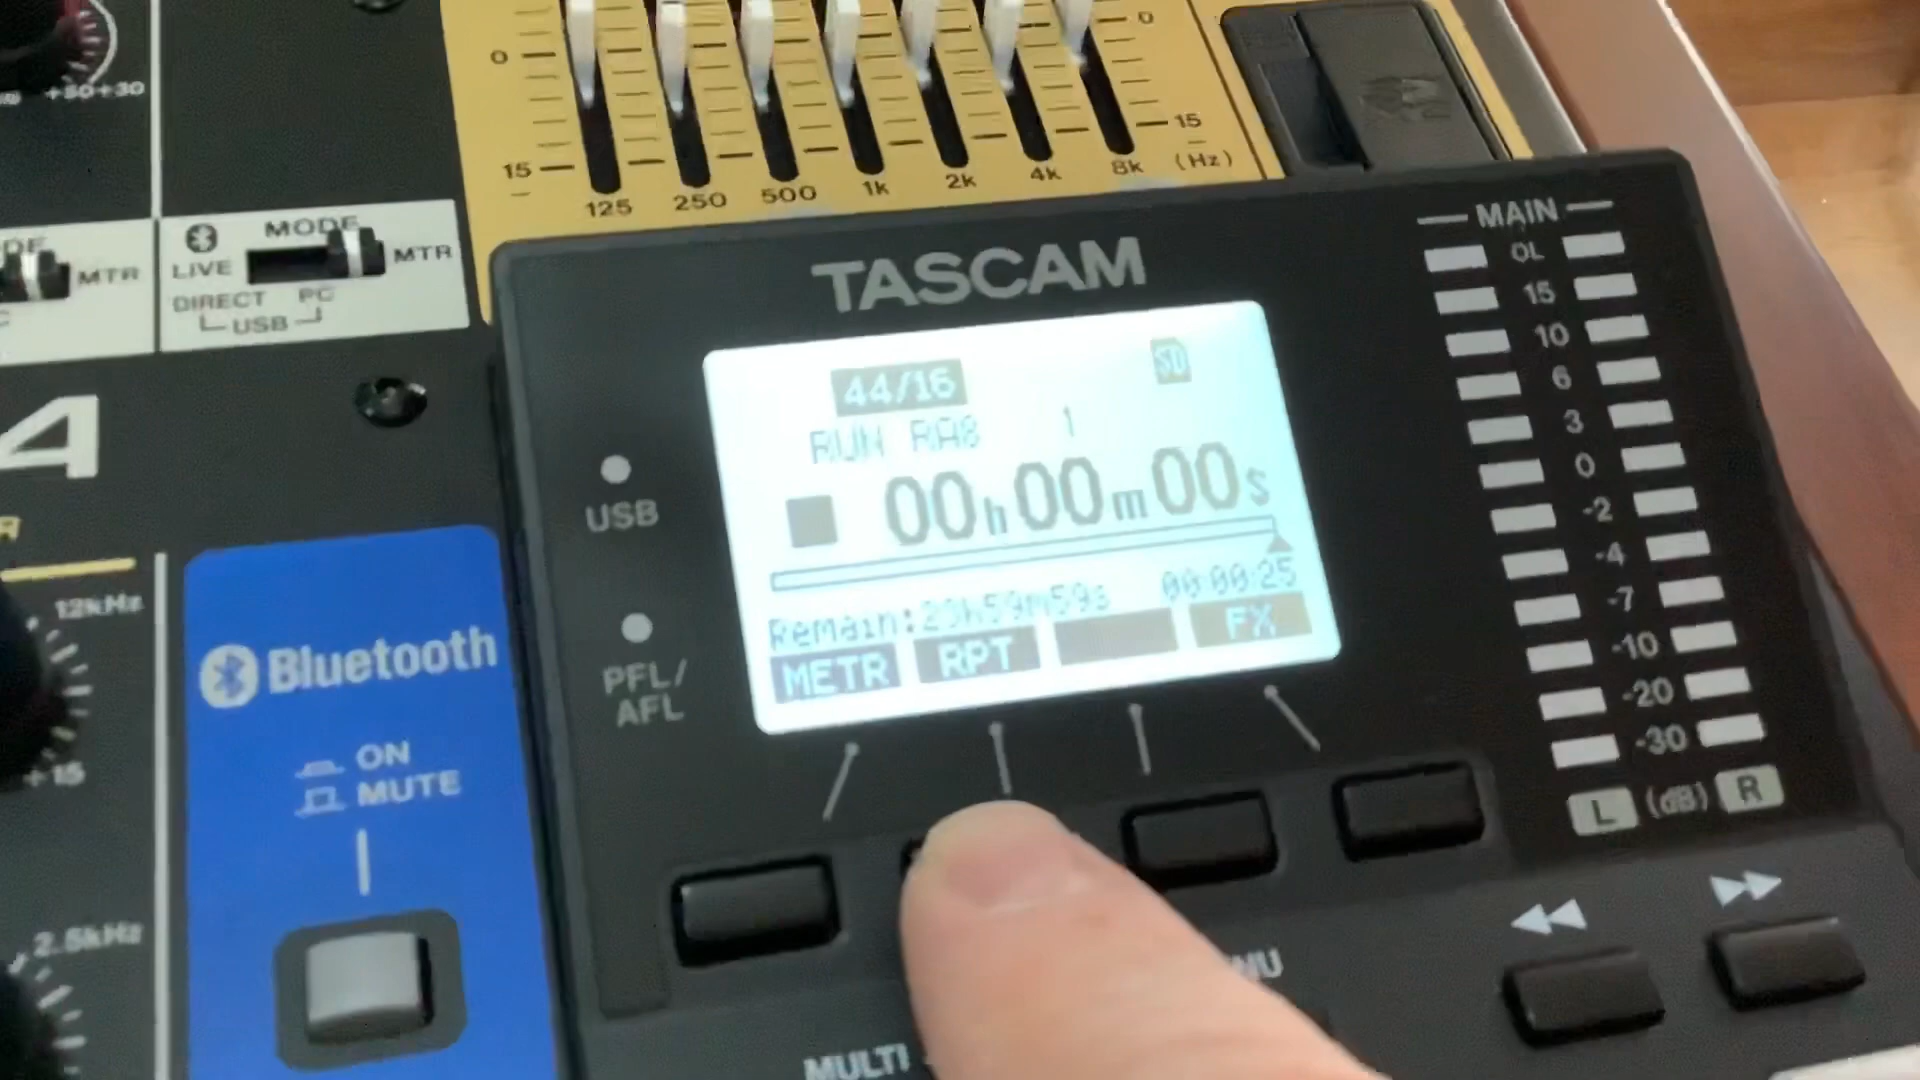 +30
0
0
15
15
125 250 500 1k 2k 4k 8k (Hz)
MTR
MODE
LIVE
MTR
DIRECT PC
USB
4
TASCAM
MAIN
OL
15
10
6
3
0
-2
-4
-7
-10
-20
-30
L (dB) R
44/16
SD
RUN RA8 1
00h00m00s
Remain:23h59m59s 00:00:25
METR RPT FX
USB
PFL/
AFL
12kHz
+15
2.5kHz
Bluetooth
ON
MUTE
MULTI